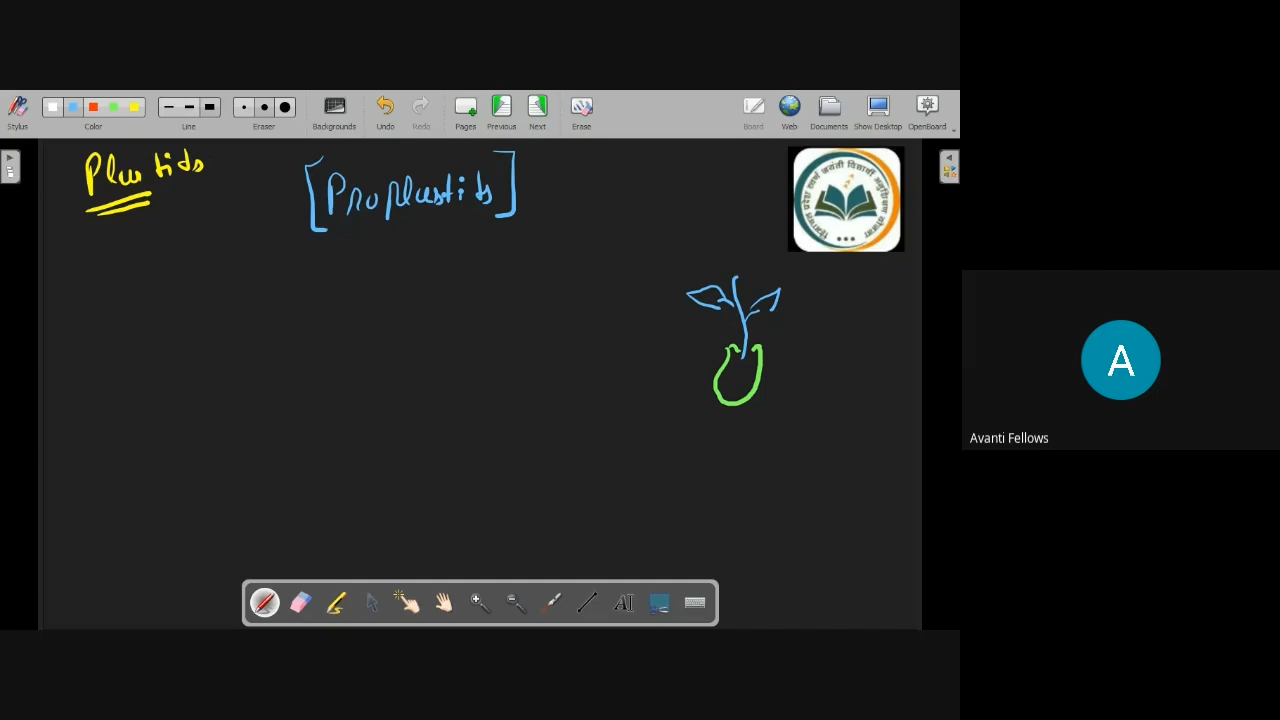 Stylus
Color
Line
Eraser
Backgrounds
Undo
Redo
Pages
Previous
Next
Erase
Board
Web
Documents
Show Desktop
OpenBoard
Plastids
[Proplastids]
A
Avanti Fellows
AI